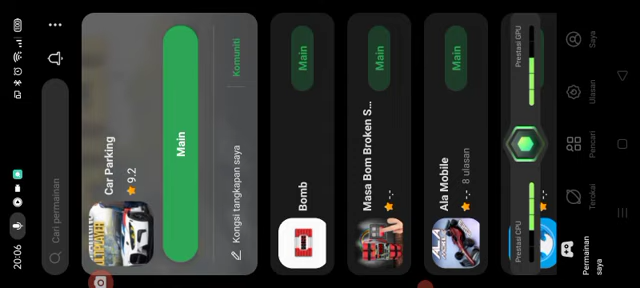 20:06
Cari permainan
Car Parking
9.2
Main
Kongsi tangkapan saya
Komuniti
Bomb
Main
Masa Bom Broken S...
-.-
Main
Ala Mobile
-.- 8 ulasan
Main
Prestasi CPU
Prestasi GPU
Permainan saya
Terokai
Pencari
Ulasan
Saya